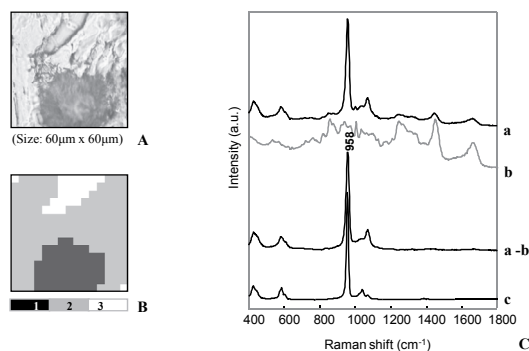 (Size: 60μm x 60μm)
A
1 2 3
B
Intensity (a.u.)
958
a
b
a -b
c
400 600 800 1000 1200 1400 1600 1800
Raman shift (cm⁻¹)
C